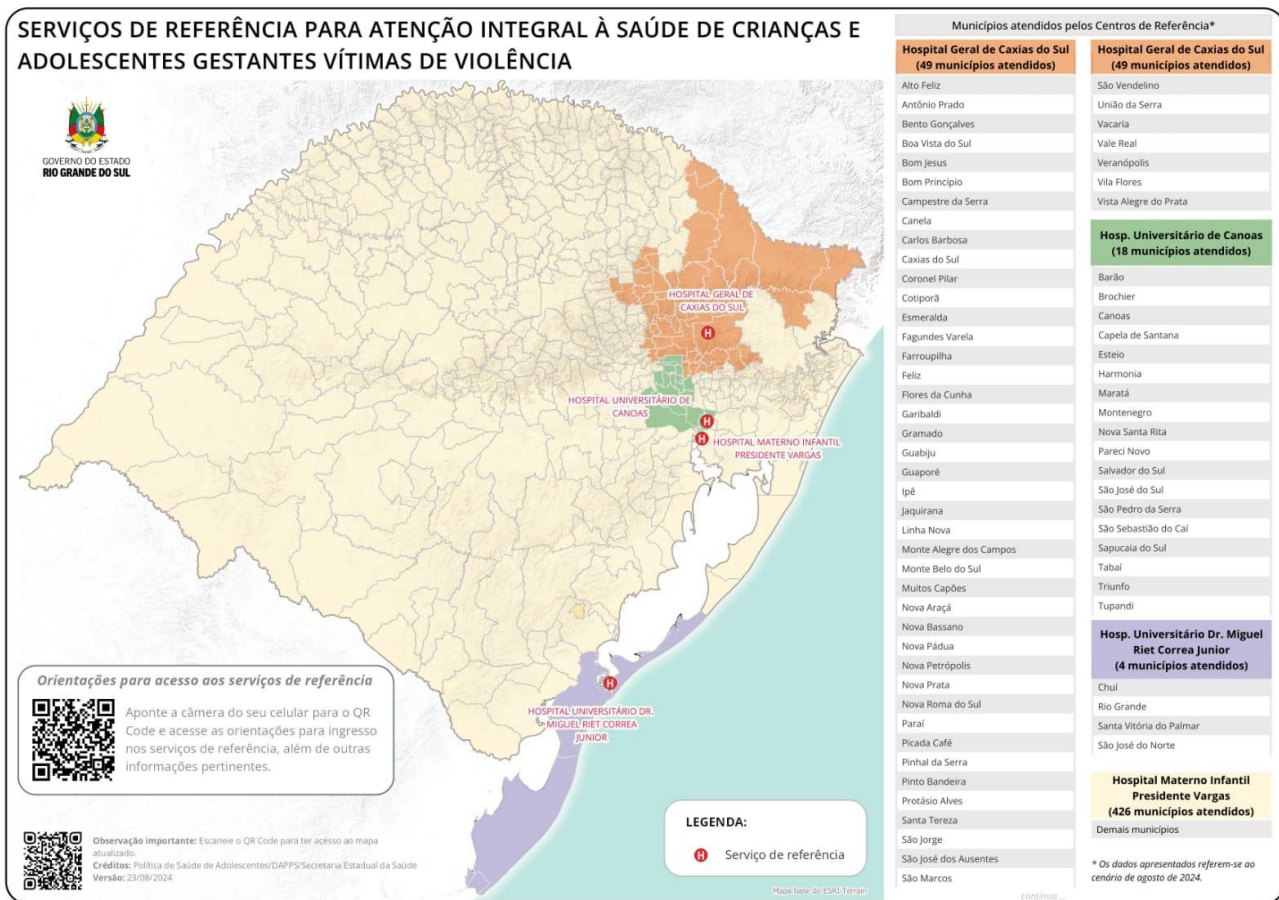 SERVIÇOS DE REFERÊNCIA PARA ATENÇÃO INTEGRAL À SAÚDE DE CRIANÇAS E
ADOLESCENTES GESTANTES VÍTIMAS DE VIOLÊNCIA
GOVERNO DO ESTADO
RIO GRANDE DO SUL
HOSPITAL GERAL DE
CAXIAS DO SUL
H
HOSPITAL UNIVERSITÁRIO DE
CANOAS
H
H
HOSPITAL MATERNO INFANTIL
PRESIDENTE VARGAS
H
HOSPITAL UNIVERSITÁRIO DR.
MIGUEL RIET CORREA
JUNIOR
Orientações para acesso aos serviços de referência
Aponte a câmera do seu celular para o QR
Code e acesse as orientações para ingresso
nos serviços de referência, além de outras
informações pertinentes.
Observação importante: Escaneie o QR Code para ter acesso ao mapa
atualizado.
Créditos: Política de Saúde de Adolescentes/DAPPS/Secretaria Estadual da Saúde
Versão: 23/08/2024
LEGENDA:
H Serviço de referência
Mapa base do ESRI Terrain
Municípios atendidos pelos Centros de Referência*
Hospital Geral de Caxias do Sul
(49 municípios atendidos)
Alto Feliz
Antônio Prado
Bento Gonçalves
Boa Vista do Sul
Bom Jesus
Bom Princípio
Campestre da Serra
Canela
Carlos Barbosa
Caxias do Sul
Coronel Pilar
Cotiporã
Esmeralda
Fagundes Varela
Farroupilha
Feliz
Flores da Cunha
Garibaldi
Gramado
Guabiju
Guaporé
Ipê
Jaquirana
Linha Nova
Monte Alegre dos Campos
Monte Belo do Sul
Muitos Capões
Nova Araçá
Nova Bassano
Nova Pádua
Nova Petrópolis
Nova Prata
Nova Roma do Sul
Paraí
Picada Café
Pinhal da Serra
Pinto Bandeira
Protásio Alves
Santa Tereza
São Jorge
São José dos Ausentes
São Marcos
continua ...
Hospital Geral de Caxias do Sul
(49 municípios atendidos)
São Vendelino
União da Serra
Vacaria
Vale Real
Veranópolis
Vila Flores
Vista Alegre do Prata
Hosp. Universitário de Canoas
(18 municípios atendidos)
Barão
Brochier
Canoas
Capela de Santana
Esteio
Harmonia
Maratá
Montenegro
Nova Santa Rita
Pareci Novo
Salvador do Sul
São José do Sul
São Pedro da Serra
São Sebastião do Caí
Sapucaia do Sul
Tabaí
Triunfo
Tupandi
Hosp. Universitário Dr. Miguel
Riet Correa Junior
(4 municípios atendidos)
Chuí
Rio Grande
Santa Vitória do Palmar
São José do Norte
Hospital Materno Infantil
Presidente Vargas
(426 municípios atendidos)
Demais municípios
* Os dados apresentados referem-se ao
cenário de agosto de 2024.